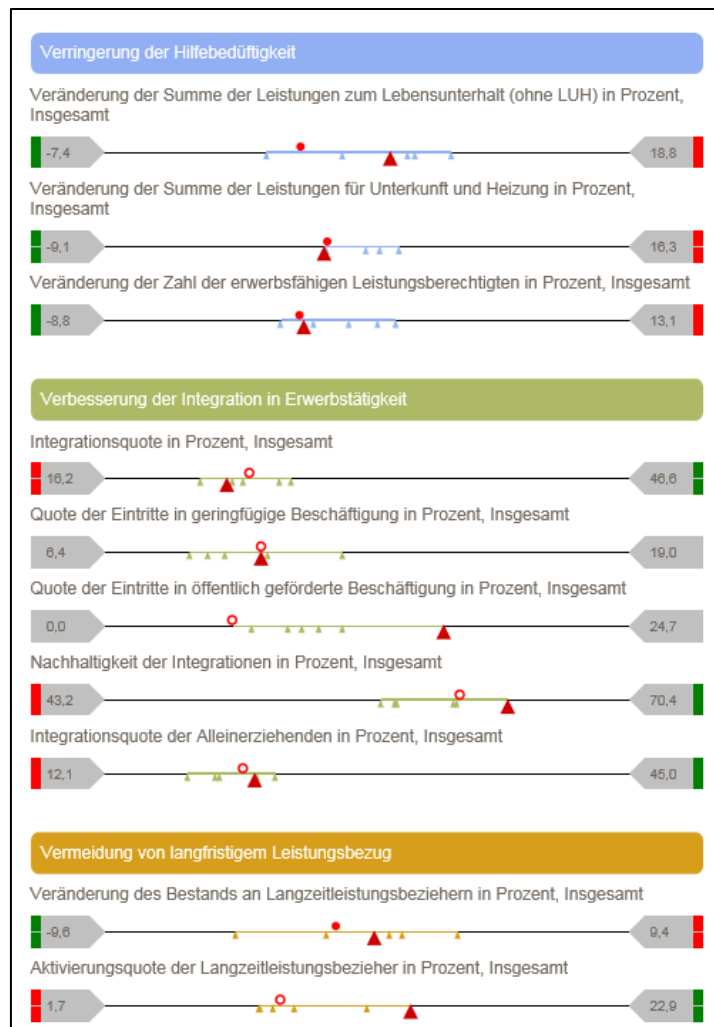 Verringerung der Hilfebedüftigkeit
Veränderung der Summe der Leistungen zum Lebensunterhalt (ohne LUH) in Prozent,
Insgesamt
-7,4 18,8
Veränderung der Summe der Leistungen für Unterkunft und Heizung in Prozent,
Insgesamt
-9,1 16,3
Veränderung der Zahl der erwerbsfähigen Leistungsberechtigten in Prozent, Insgesamt
-8,8 13,1
Verbesserung der Integration in Erwerbstätigkeit
Integrationsquote in Prozent, Insgesamt
16,2 46,6
Quote der Eintritte in geringfügige Beschäftigung in Prozent, Insgesamt
6,4 19,0
Quote der Eintritte in öffentlich geförderte Beschäftigung in Prozent, Insgesamt
0,0 24,7
Nachhaltigkeit der Integrationen in Prozent, Insgesamt
43,2 70,4
Integrationsquote der Alleinerziehenden in Prozent, Insgesamt
12,1 45,0
Vermeidung von langfristigem Leistungsbezug
Veränderung des Bestands an Langzeitleistungsbeziehern in Prozent, Insgesamt
-9,6 9,4
Aktivierungsquote der Langzeitleistungsbezieher in Prozent, Insgesamt
1,7 22,9